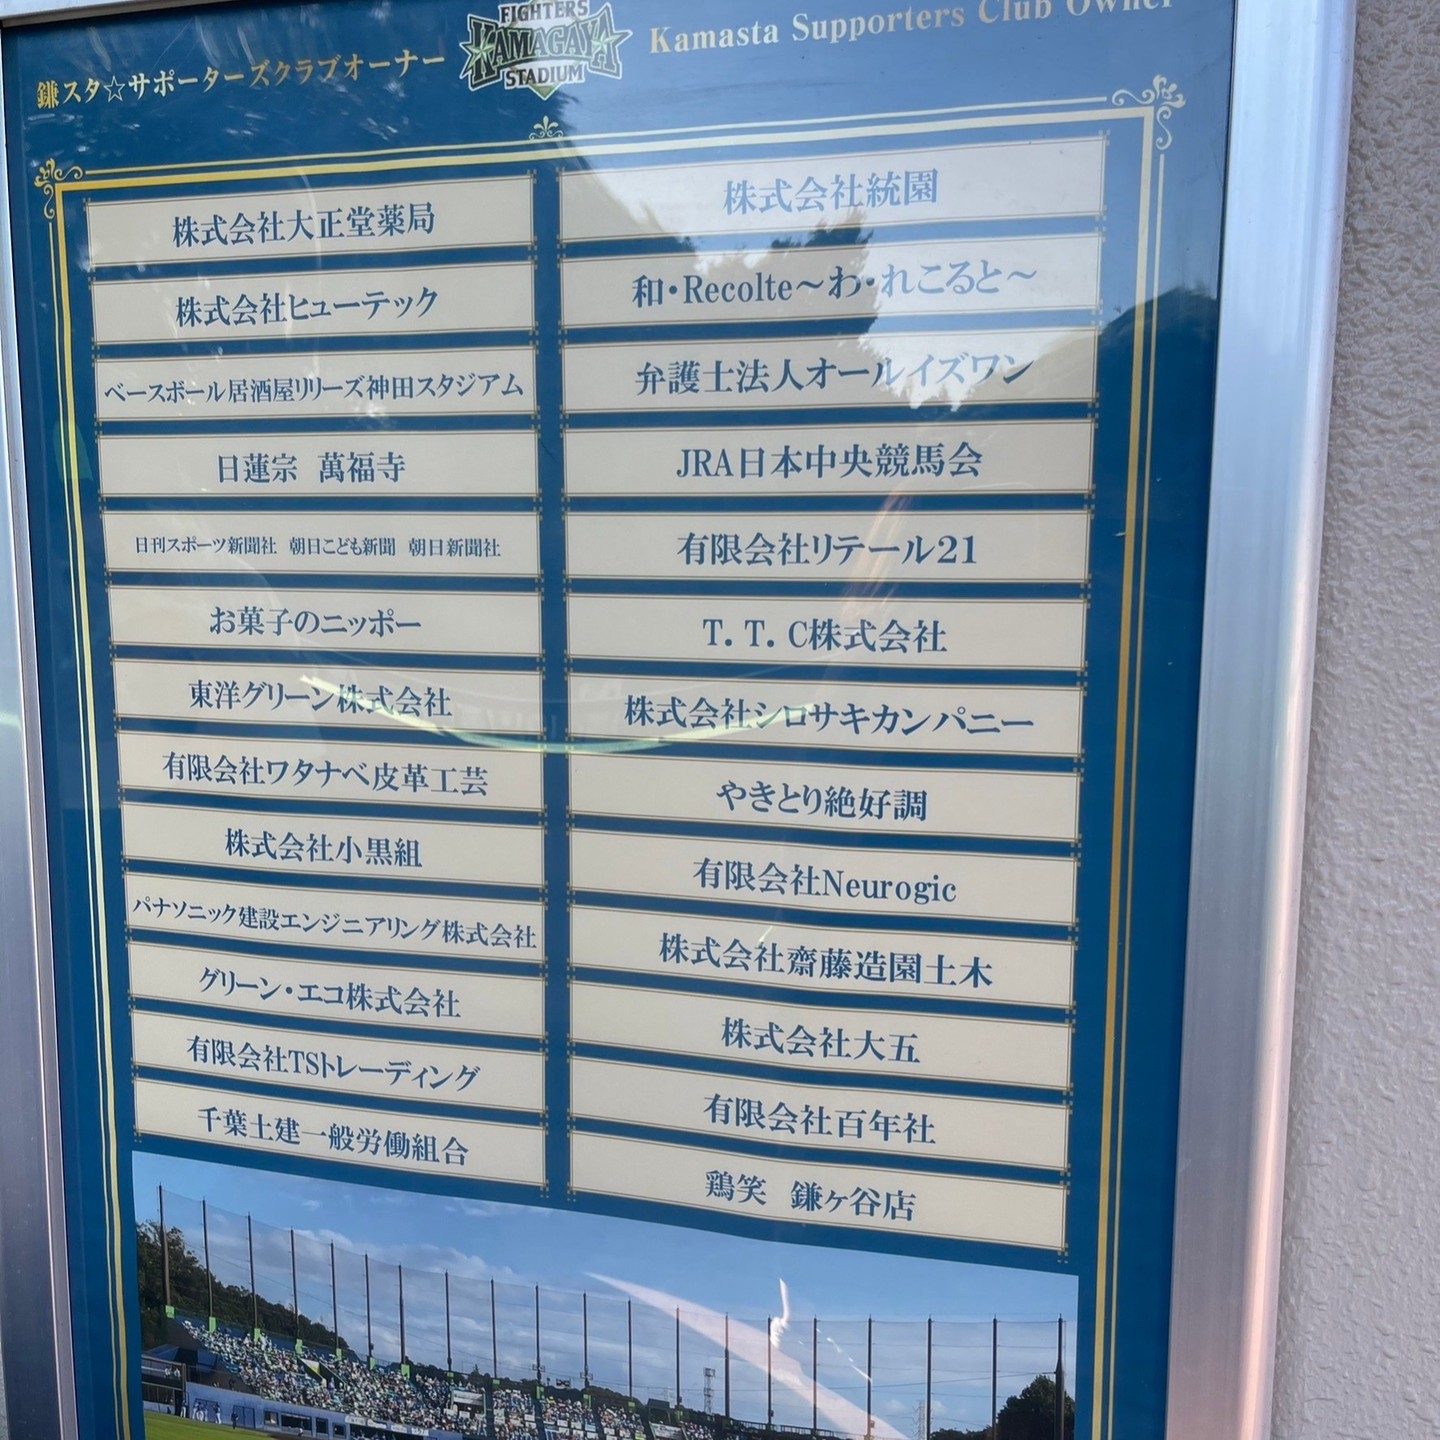 鎌スタ☆サポーターズクラブオーナー
FIGHTERS
KAMAGAYA
STADIUM
Kamasta Supporters Club Owner
株式会社大正堂薬局
株式会社ヒューテック
ベースボール居酒屋リリーズ神田スタジアム
日蓮宗 萬福寺
日刊スポーツ新聞社 朝日こども新聞 朝日新聞社
お菓子のニッポー
東洋グリーン株式会社
有限会社ワタナベ皮革工芸
株式会社小黒組
パナソニック建設エンジニアリング株式会社
グリーン・エコ株式会社
有限会社TSトレーディング
千葉土建一般労働組合
株式会社統園
和・Recolte～わ・れこると～
弁護士法人オールイズワン
JRA日本中央競馬会
有限会社リテール21
T．T．C株式会社
株式会社シロサキカンパニー
やきとり絶好調
有限会社Neurogic
株式会社齋藤造園土木
株式会社大五
有限会社百年社
鶏笑 鎌ヶ谷店